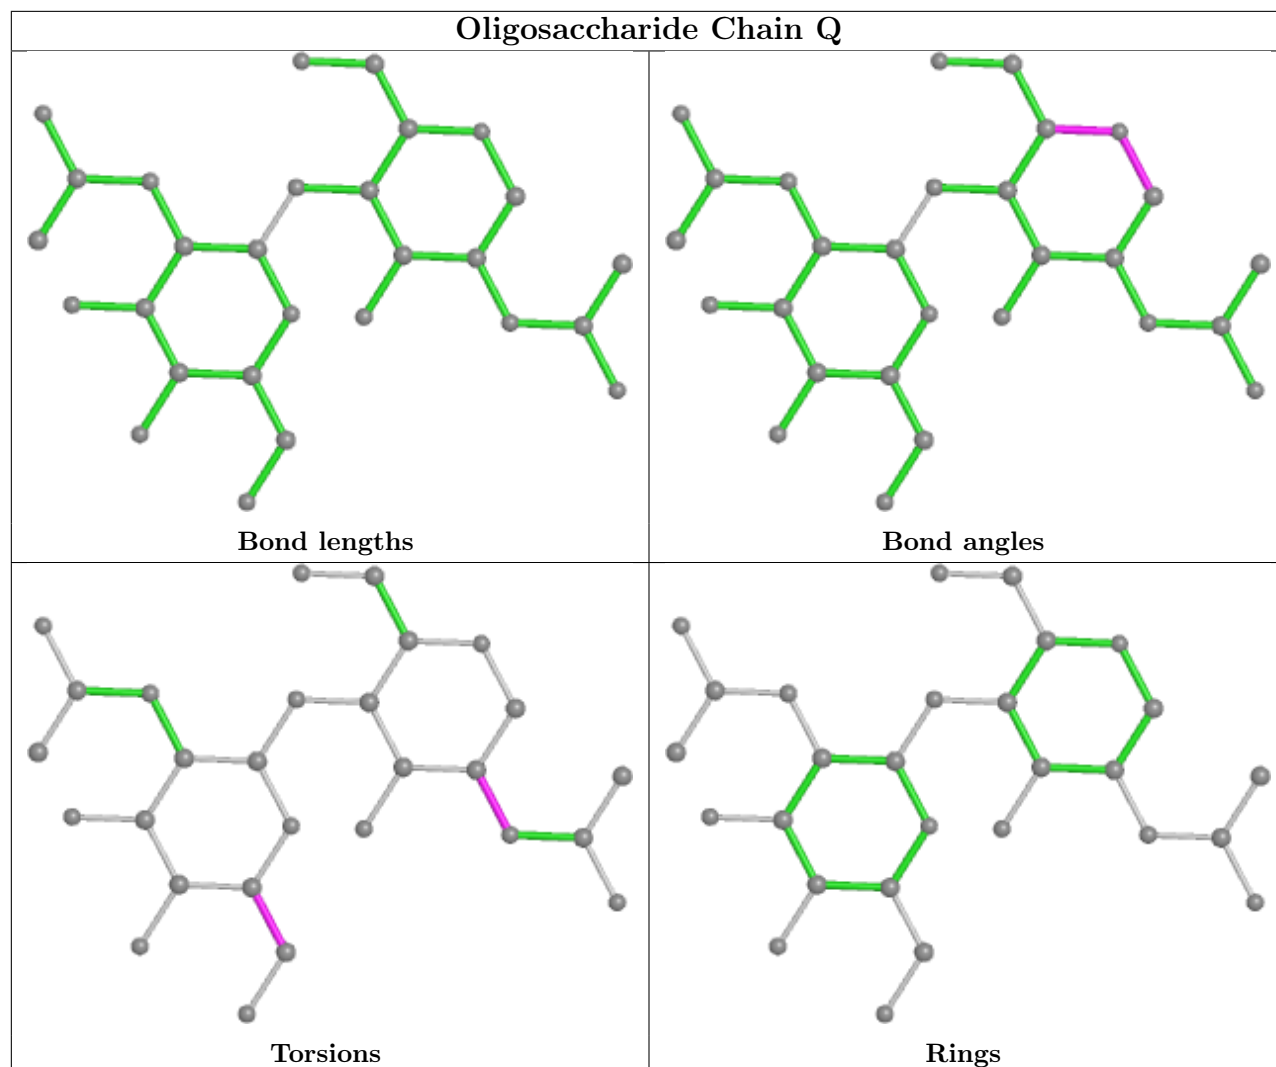 Oligosaccharide Chain Q
Bond lengths
Bond angles
Torsions
Rings